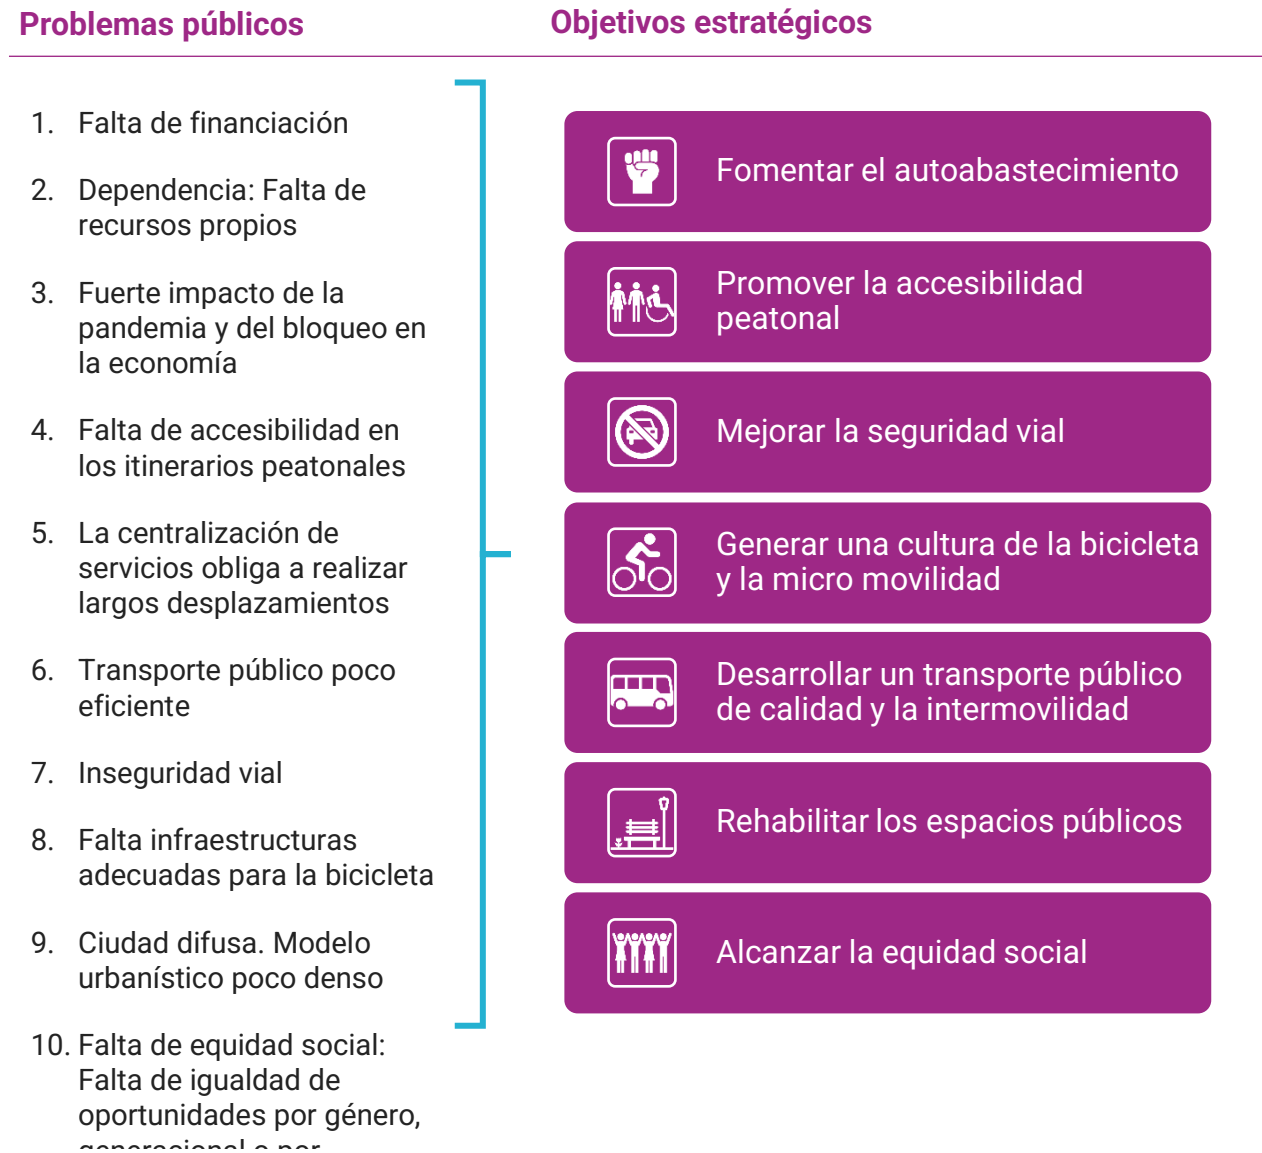 Problemas públicos
1. Falta de financiación
2. Dependencia: Falta de
recursos propios
3. Fuerte impacto de la
pandemia y del bloqueo en
la economía
4. Falta de accesibilidad en
los itinerarios peatonales
5. La centralización de
servicios obliga a realizar
largos desplazamientos
6. Transporte público poco
eficiente
7. Inseguridad vial
8. Falta infraestructuras
adecuadas para la bicicleta
9. Ciudad difusa. Modelo
urbanístico poco denso
10. Falta de equidad social:
Falta de igualdad de
oportunidades por género,
generacional o por
Objetivos estratégicos
Fomentar el autoabastecimiento
Promover la accesibilidad
peatonal
Mejorar la seguridad vial
Generar una cultura de la bicicleta
y la micro movilidad
Desarrollar un transporte público
de calidad y la intermovilidad
Rehabilitar los espacios públicos
Alcanzar la equidad social